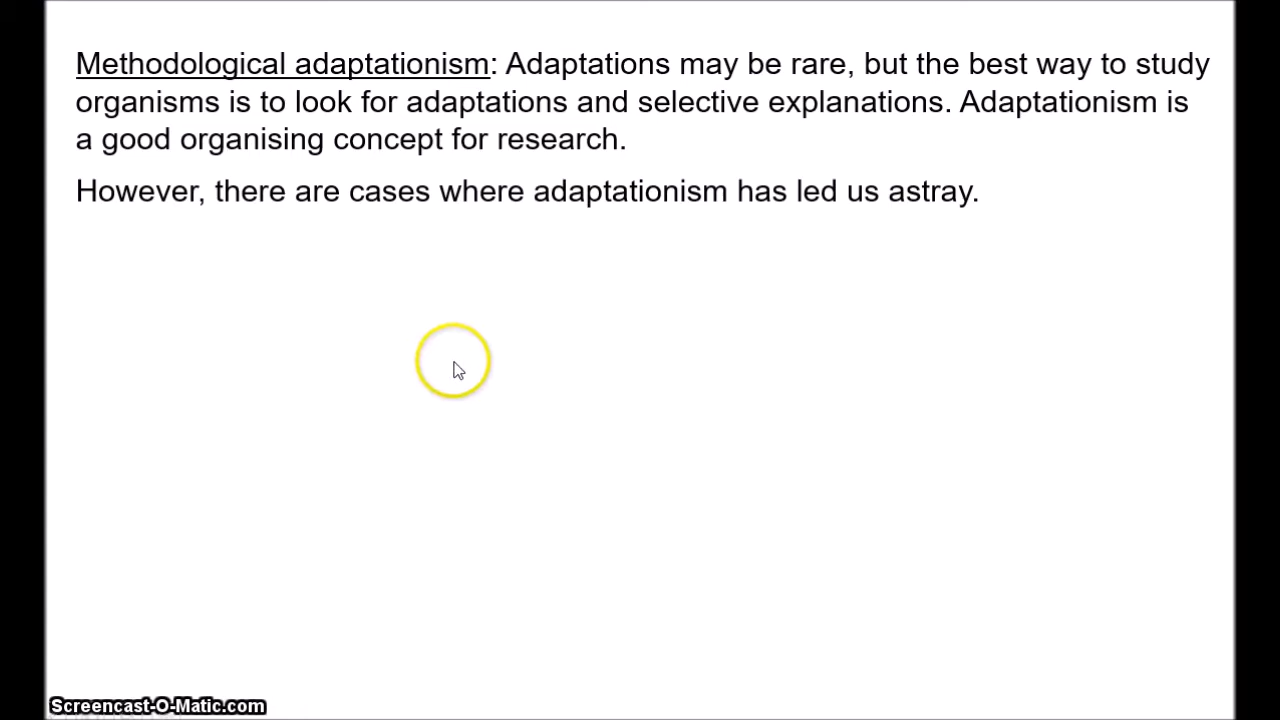 Methodological adaptationism: Adaptations may be rare, but the best way to study
organisms is to look for adaptations and selective explanations. Adaptationism is
a good organising concept for research.
However, there are cases where adaptationism has led us astray.
Screencast-O-Matic.com